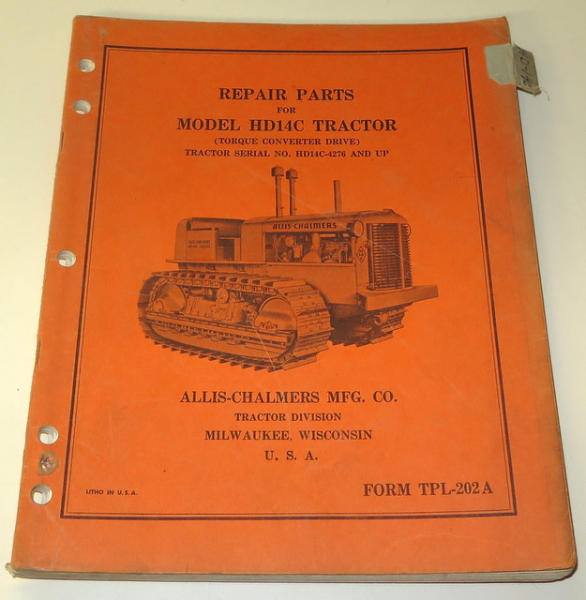 REPAIR PARTS
FOR
MODEL HD14C TRACTOR
(TORQUE CONVERTER DRIVE)
TRACTOR SERIAL NO. HD14C-4276 AND UP
ALLIS-CHALMERS
ALLIS-CHALMERS MFG. CO.
TRACTOR DIVISION
MILWAUKEE, WISCONSIN
U. S. A.
LITHO IN U.S.A.
FORM TPL-202A